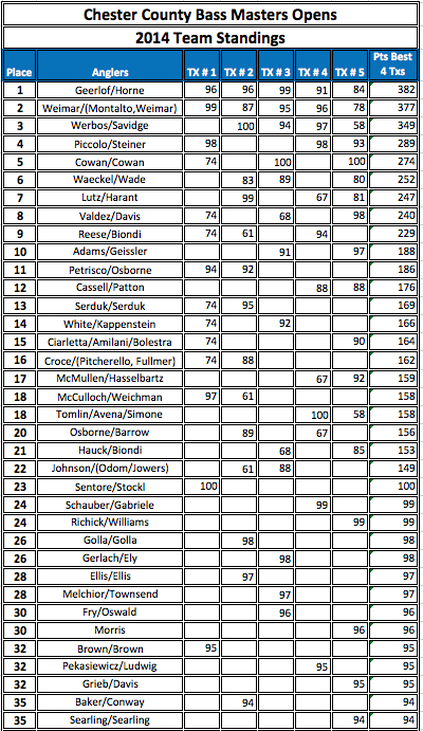 Chester County Bass Masters Opens
2014 Team Standings
Place Anglers TX # 1 TX # 2 TX # 3 TX # 4 TX # 5 Pts Best 4 Txs
1 Geerlof/Horne 96 96 99 91 84 382
2 Weimar/(Montalto,Weimar) 99 87 95 96 78 377
3 Werbos/Savidge 100 94 97 58 349
4 Piccolo/Steiner 98 98 93 289
5 Cowan/Cowan 74 100 100 274
6 Waeckel/Wade 83 89 80 252
7 Lutz/Harant 99 67 81 247
8 Valdez/Davis 74 68 98 240
9 Reese/Biondi 74 61 94 229
10 Adams/Geissler 91 97 188
11 Petrisco/Osborne 94 92 186
12 Cassell/Patton 88 88 176
13 Serduk/Serduk 74 95 169
14 White/Kappenstein 74 92 166
15 Ciarletta/Amilani/Bolestra 74 90 164
16 Croce/(Pitcherello, Fullmer) 74 88 162
17 McMullen/Hasselbartz 67 92 159
18 McCulloch/Weichman 97 61 158
18 Tomlin/Avena/Simone 100 58 158
20 Osborne/Barrow 89 67 156
21 Hauck/Biondi 68 85 153
22 Johnson/(Odom/Jowers) 61 88 149
23 Sentore/Stockl 100 100
24 Schauber/Gabriele 99 99
24 Richick/Williams 99 99
26 Golla/Golla 98 98
26 Gerlach/Ely 98 98
28 Ellis/Ellis 97 97
28 Melchior/Townsend 97 97
30 Fry/Oswald 96 96
30 Morris 96 96
32 Brown/Brown 95 95
32 Pekasiewicz/Ludwig 95 95
32 Grieb/Davis 95 95
35 Baker/Conway 94 94
35 Searling/Searling 94 94